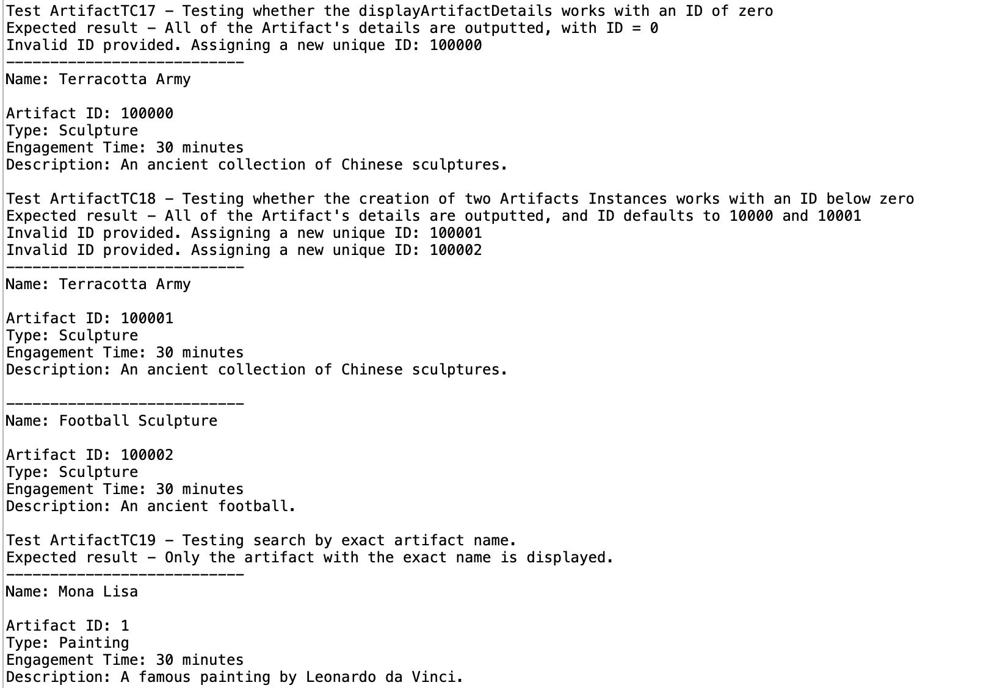 Test ArtifactTC17 – Testing whether the displayArtifactDetails works with an ID of zero
Expected result – All of the Artifact's details are outputted, with ID = 0
Invalid ID provided. Assigning a new unique ID: 100000
---------------------------
Name: Terracotta Army
Artifact ID: 100000
Type: Sculpture
Engagement Time: 30 minutes
Description: An ancient collection of Chinese sculptures.
Test ArtifactTC18 – Testing whether the creation of two Artifacts Instances works with an ID below zero
Expected result – All of the Artifact's details are outputted, and ID defaults to 10000 and 10001
Invalid ID provided. Assigning a new unique ID: 100001
Invalid ID provided. Assigning a new unique ID: 100002
---------------------------
Name: Terracotta Army
Artifact ID: 100001
Type: Sculpture
Engagement Time: 30 minutes
Description: An ancient collection of Chinese sculptures.
---------------------------
Name: Football Sculpture
Artifact ID: 100002
Type: Sculpture
Engagement Time: 30 minutes
Description: An ancient football.
Test ArtifactTC19 – Testing search by exact artifact name.
Expected result – Only the artifact with the exact name is displayed.
---------------------------
Name: Mona Lisa
Artifact ID: 1
Type: Painting
Engagement Time: 30 minutes
Description: A famous painting by Leonardo da Vinci.